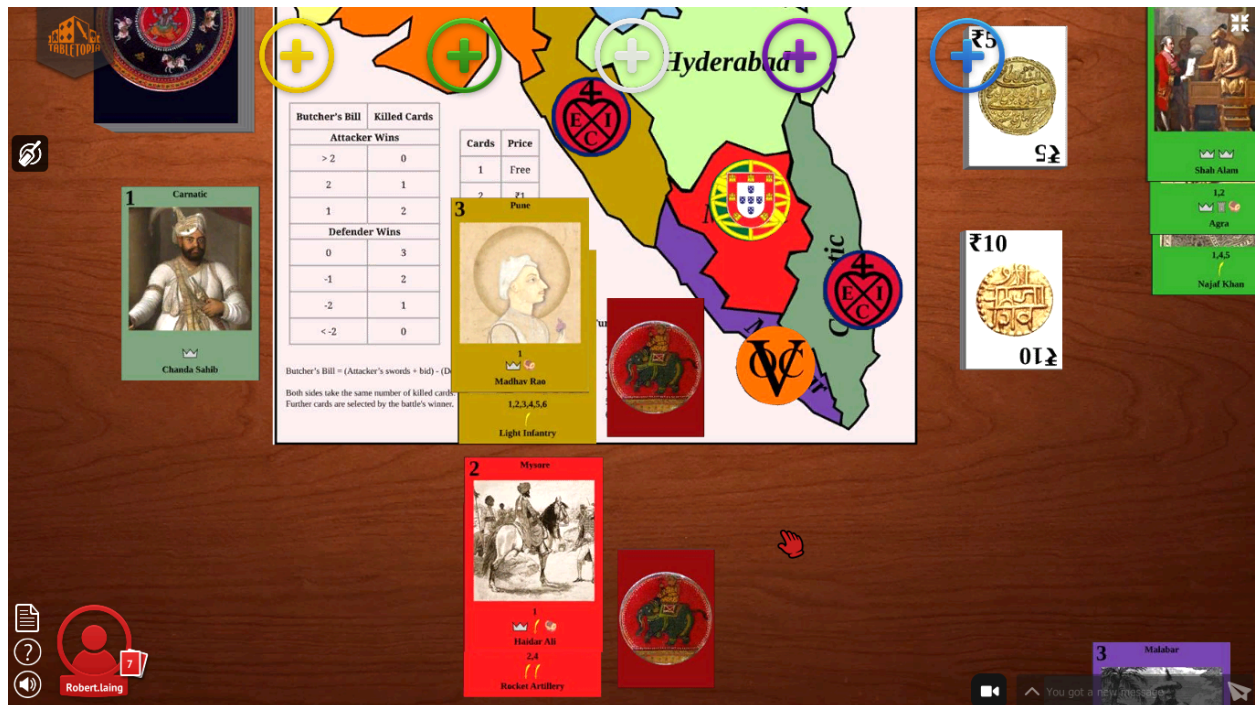 TABLETOPIA
Hyderabad
₹5
₹5
Shah Alam
1,2
Agra
1,4,5
Najaf Khan
Butcher's Bill Killed Cards
Attacker Wins
> 2 0
2 1
1 2
Defender Wins
0 3
-1 2
-2 1
< -2 0
Cards Price
1 Free
2 ₹1
E I C
E I C
VOC
1 Carnatic
Chanda Sahib
3 Pune
1
Madhav Rao
1,2,3,4,5,6
Light Infantry
₹10
₹10
Butcher's Bill = (Attacker's swords + bid) - (D
Both sides take the same number of killed cards.
Further cards are selected by the battle's winner.
2 Mysore
1
Haidar Ali
2,4
Rocket Artillery
?
7
Robert.laing
3 Malabar
You got a new message